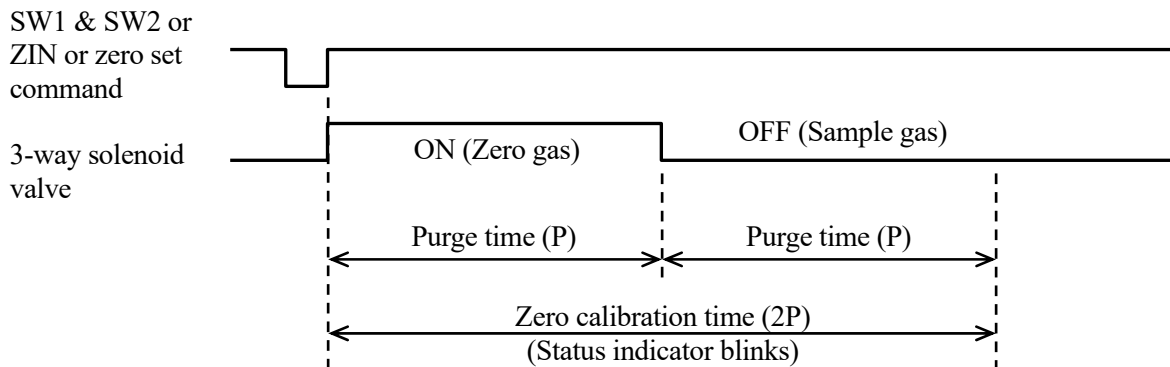 SW1 & SW2 or
ZIN or zero set
command
3-way solenoid
valve
ON (Zero gas)
OFF (Sample gas)
Purge time (P)
Purge time (P)
Zero calibration time (2P)
(Status indicator blinks)